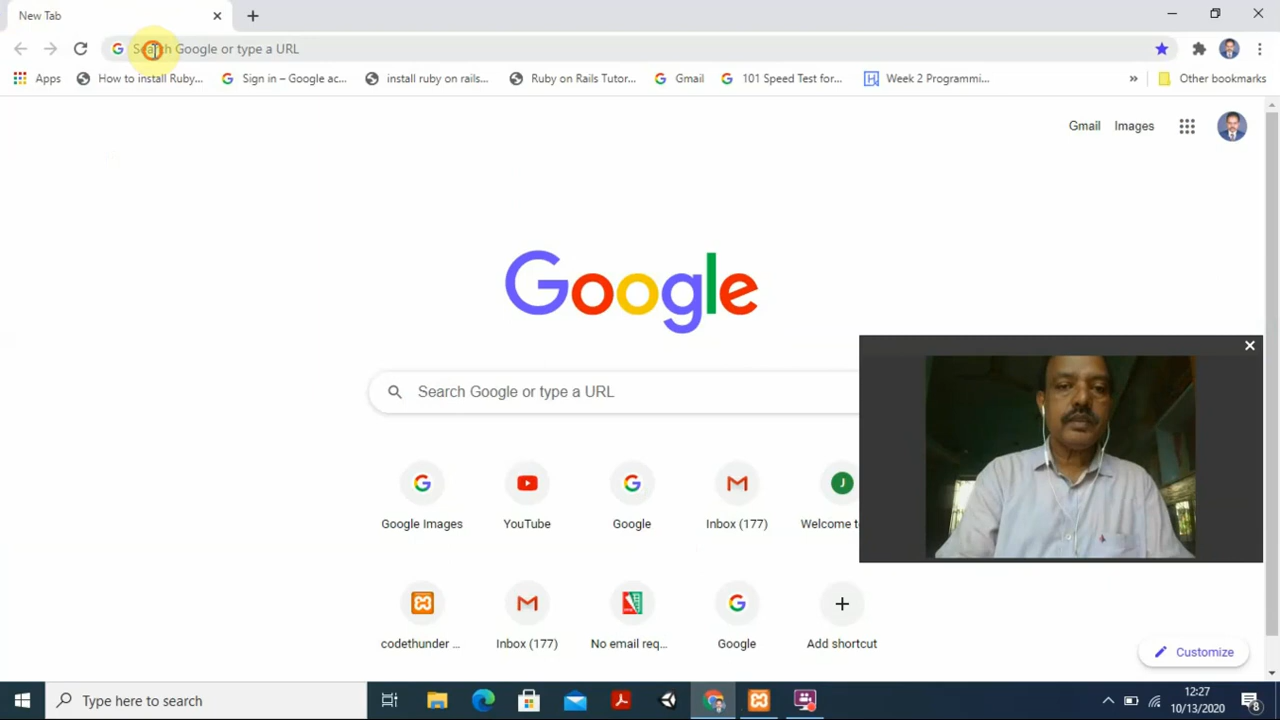 New Tab
Search Google or type a URL
Apps
How to install Ruby...
Sign in – Google ac...
install ruby on rails...
Ruby on Rails Tutor...
Gmail
101 Speed Test for...
Week 2 Programmi...
»
Other bookmarks
Gmail
Images
Google
Search Google or type a URL
Google Images
YouTube
Google
Inbox (177)
J
Welcome to
codethunder ...
Inbox (177)
No email req...
Google
Add shortcut
Customize
Type here to search
12:27
10/13/2020
8